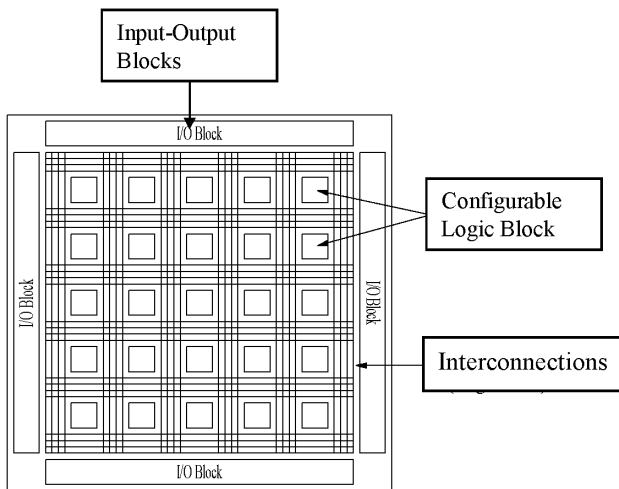 Input-Output
Blocks
I/O Block
Configurable
Logic Block
I/O Block
I/O Block
Interconnections
I/O Block